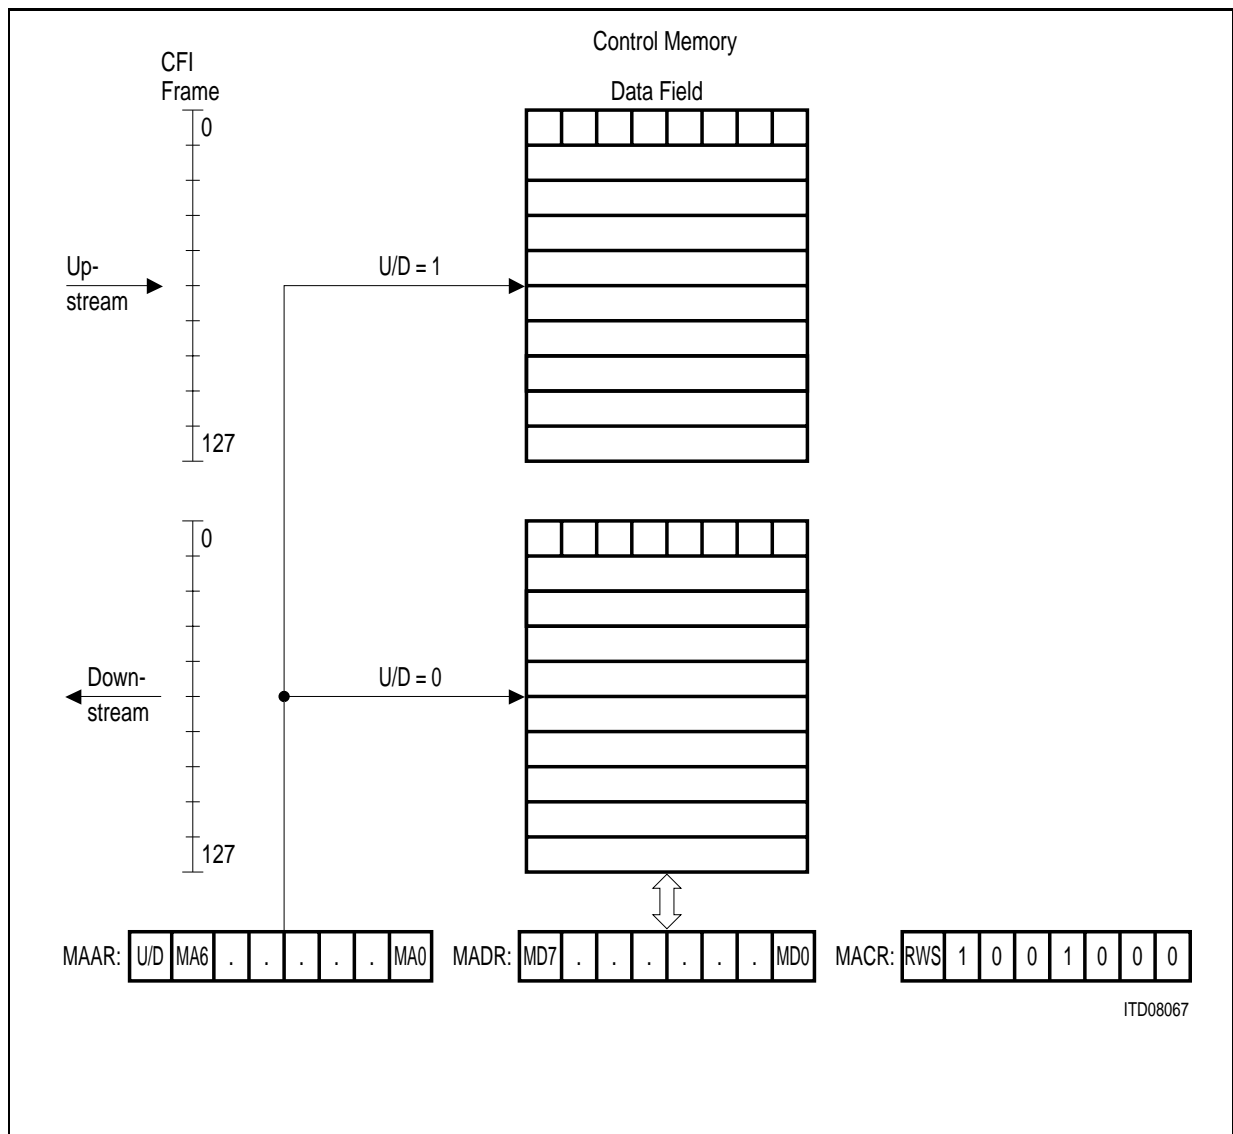 Control Memory
CFI
Frame
Data Field
0
Up-
stream
U/D = 1
127
0
Down-
stream
U/D = 0
127
MAAR: U/D MA6 . . . . . MA0 MADR: MD7 . . . . . . MD0 MACR: RWS 1 0 0 1 0 0 0
ITD08067